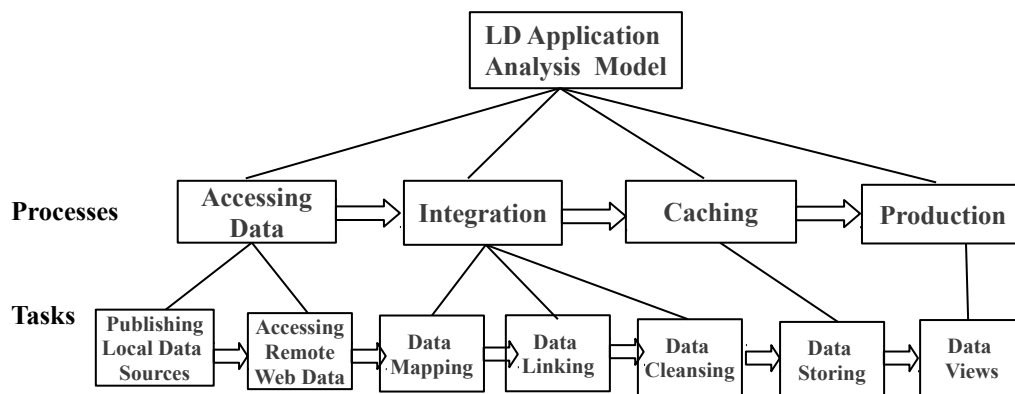 LD Application
Analysis Model
Processes
Accessing
Data
Integration
Caching
Production
Tasks
Publishing
Local Data
Sources
Accessing
Remote
Web Data
Data
Mapping
Data
Linking
Data
Cleansing
Data
Storing
Data
Views